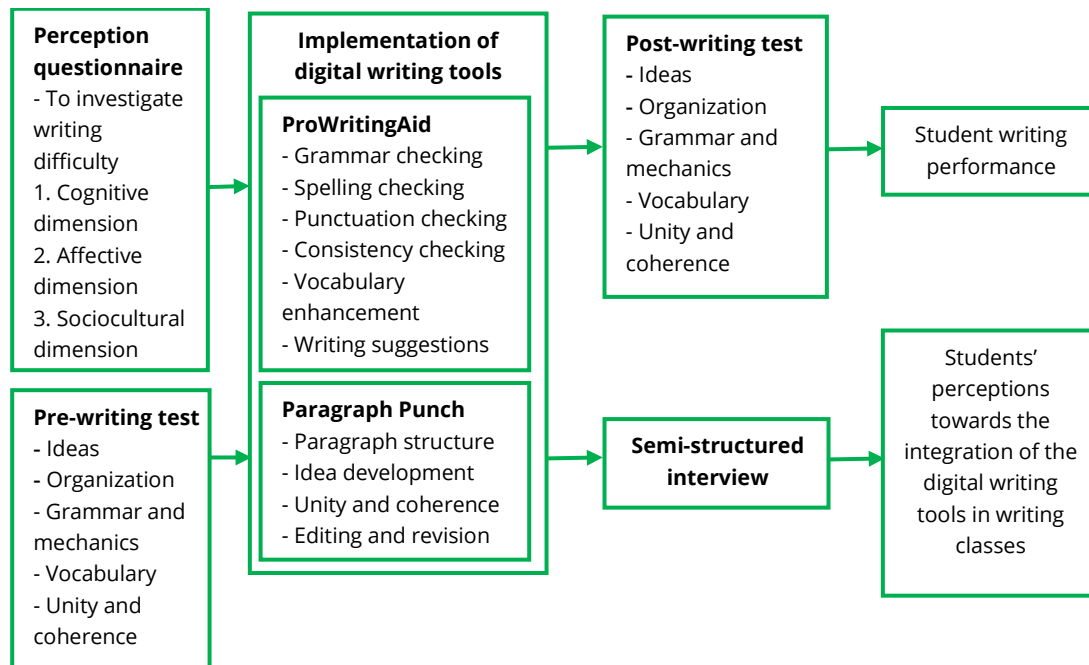 Perception
questionnaire
- To investigate
writing
difficulty
1. Cognitive
dimension
2. Affective
dimension
3. Sociocultural
dimension
Pre-writing test
- Ideas
- Organization
- Grammar and
mechanics
- Vocabulary
- Unity and
coherence
Implementation of
digital writing tools
ProWritingAid
- Grammar checking
- Spelling checking
- Punctuation checking
- Consistency checking
- Vocabulary
enhancement
- Writing suggestions
Paragraph Punch
- Paragraph structure
- Idea development
- Unity and coherence
- Editing and revision
Post-writing test
- Ideas
- Organization
- Grammar and
mechanics
- Vocabulary
- Unity and
coherence
Semi-structured
interview
Student writing
performance
Students’
perceptions
towards the
integration of the
digital writing
tools in writing
classes